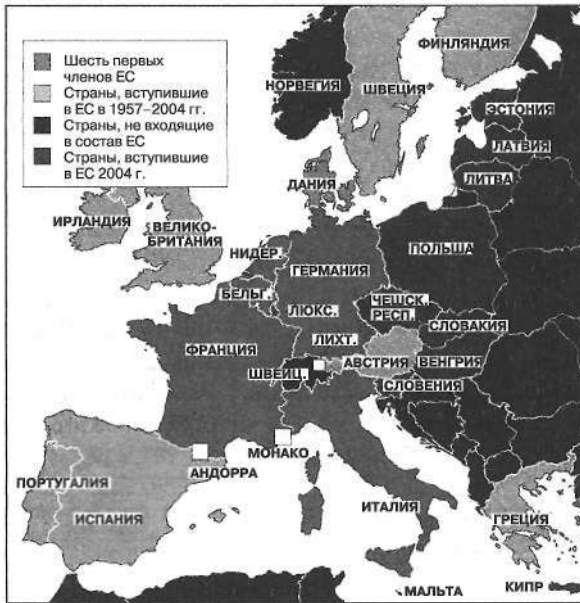 Шесть первых
членов ЕС
Страны, вступившие
в ЕС в 1957–2004 гг.
Страны, не входящие
в состав ЕС
Страны, вступившие
в ЕС 2004 г.
ФИНЛЯНДИЯ
НОРВЕГИЯ
ШВЕЦИЯ
ЭСТОНИЯ
ЛАТВИЯ
ЛИТВА
ДАНИЯ
ИРЛАНДИЯ
ВЕЛИКО-
БРИТАНИЯ
НИДЕР.
ПОЛЬША
ГЕРМАНИЯ
БЕЛЬГ.
ЛЮКС.
ЧЕШСК.
РЕСП.
СЛОВАКИЯ
ЛИХТ.
ФРАНЦИЯ
АВСТРИЯ
ВЕНГРИЯ
ШВЕЙЦ.
СЛОВЕНИЯ
МОНАКО
АНДОРРА
ПОРТУГАЛИЯ
ИСПАНИЯ
ИТАЛИЯ
ГРЕЦИЯ
МАЛЬТА
КИПР